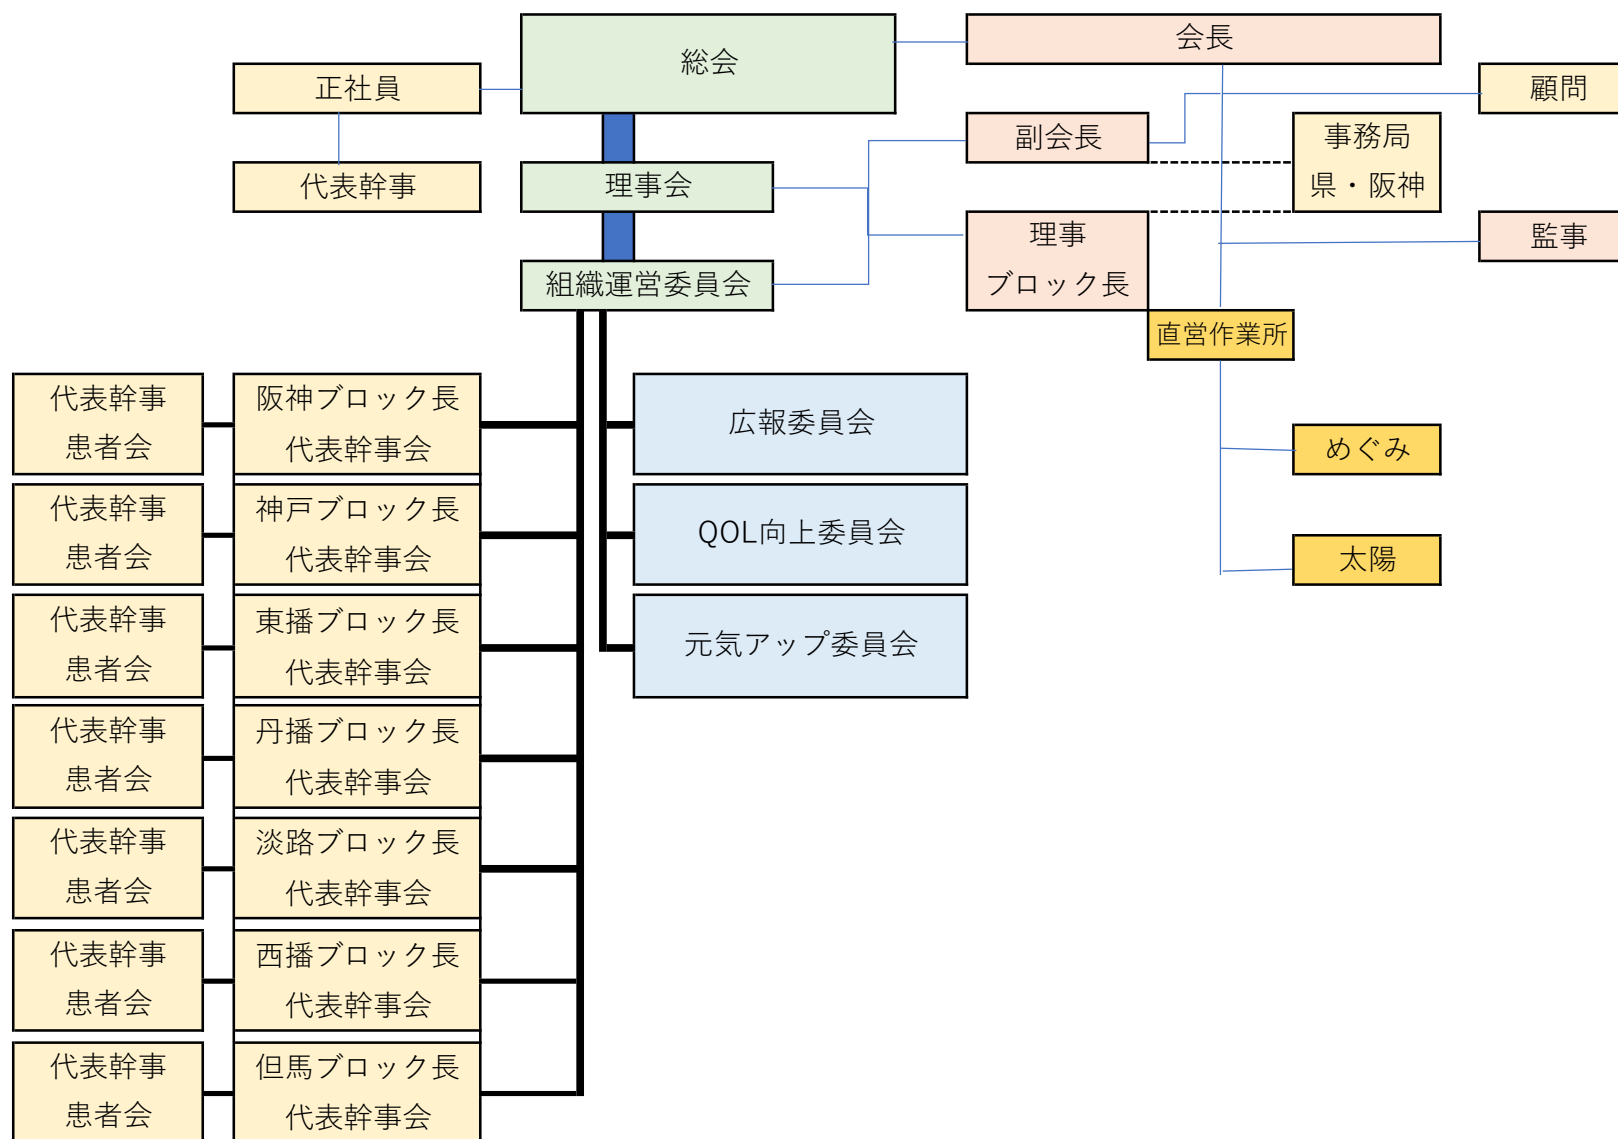 総会
会長
正社員
顧問
副会長
事務局
県・阪神
代表幹事
理事会
理事
ブロック長
監事
組織運営委員会
直営作業所
代表幹事
患者会
阪神ブロック長
代表幹事会
広報委員会
めぐみ
代表幹事
患者会
神戸ブロック長
代表幹事会
QOL向上委員会
太陽
代表幹事
患者会
東播ブロック長
代表幹事会
元気アップ委員会
代表幹事
患者会
丹播ブロック長
代表幹事会
代表幹事
患者会
淡路ブロック長
代表幹事会
代表幹事
患者会
西播ブロック長
代表幹事会
代表幹事
患者会
但馬ブロック長
代表幹事会